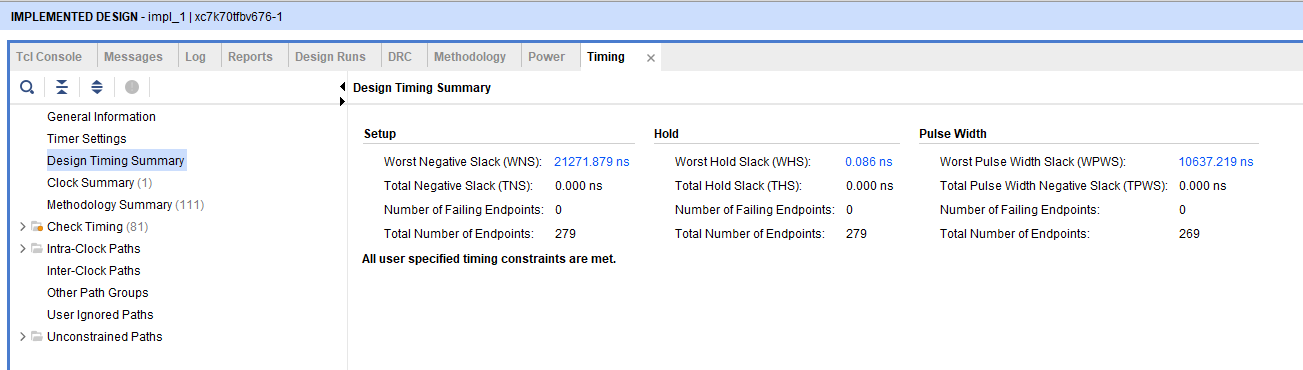 IMPLEMENTED DESIGN - impl_1 | xc7k70tfbv676-1
Tcl Console Messages Log Reports Design Runs DRC Methodology Power Timing
Design Timing Summary
General Information
Timer Settings
Design Timing Summary
Clock Summary (1)
Methodology Summary (111)
Check Timing (81)
Intra-Clock Paths
Inter-Clock Paths
Other Path Groups
User Ignored Paths
Unconstrained Paths
Setup Hold Pulse Width
Worst Negative Slack (WNS): 21271.879 ns Worst Hold Slack (WHS): 0.086 ns Worst Pulse Width Slack (WPWS): 10637.219 ns
Total Negative Slack (TNS): 0.000 ns Total Hold Slack (THS): 0.000 ns Total Pulse Width Negative Slack (TPWS): 0.000 ns
Number of Failing Endpoints: 0 Number of Failing Endpoints: 0 Number of Failing Endpoints: 0
Total Number of Endpoints: 279 Total Number of Endpoints: 279 Total Number of Endpoints: 269
All user specified timing constraints are met.